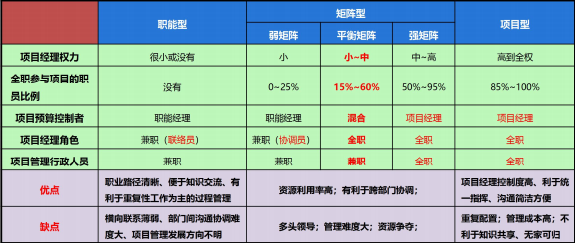 职能型 矩阵型 项目型
弱矩阵 平衡矩阵 强矩阵
项目经理权力 很小或没有 小 小~中 中~高 高到全权
全职参与项目的职
员比例 没有 0~25% 15%~60% 50%~95% 85%~100%
项目预算控制者 职能经理 职能经理 混合 项目经理 项目经理
项目经理角色 兼职（联络员） 兼职（协调员） 全职 全职 全职
项目管理行政人员 兼职 兼职 兼职 全职 全职
优点 职业路径清晰、便于知识交流、有
利于重复性工作为主的过程管理 资源利用率高；有利于跨部门协调； 项目经理控制度高、利于统
一指挥、沟通简洁方便
缺点 横向联系薄弱、部门间沟通协调难
度大、项目管理发展方向不明 多头领导；管理难度大；资源争夺； 重复配置；管理成本高；不
利于知识共享、无家可归